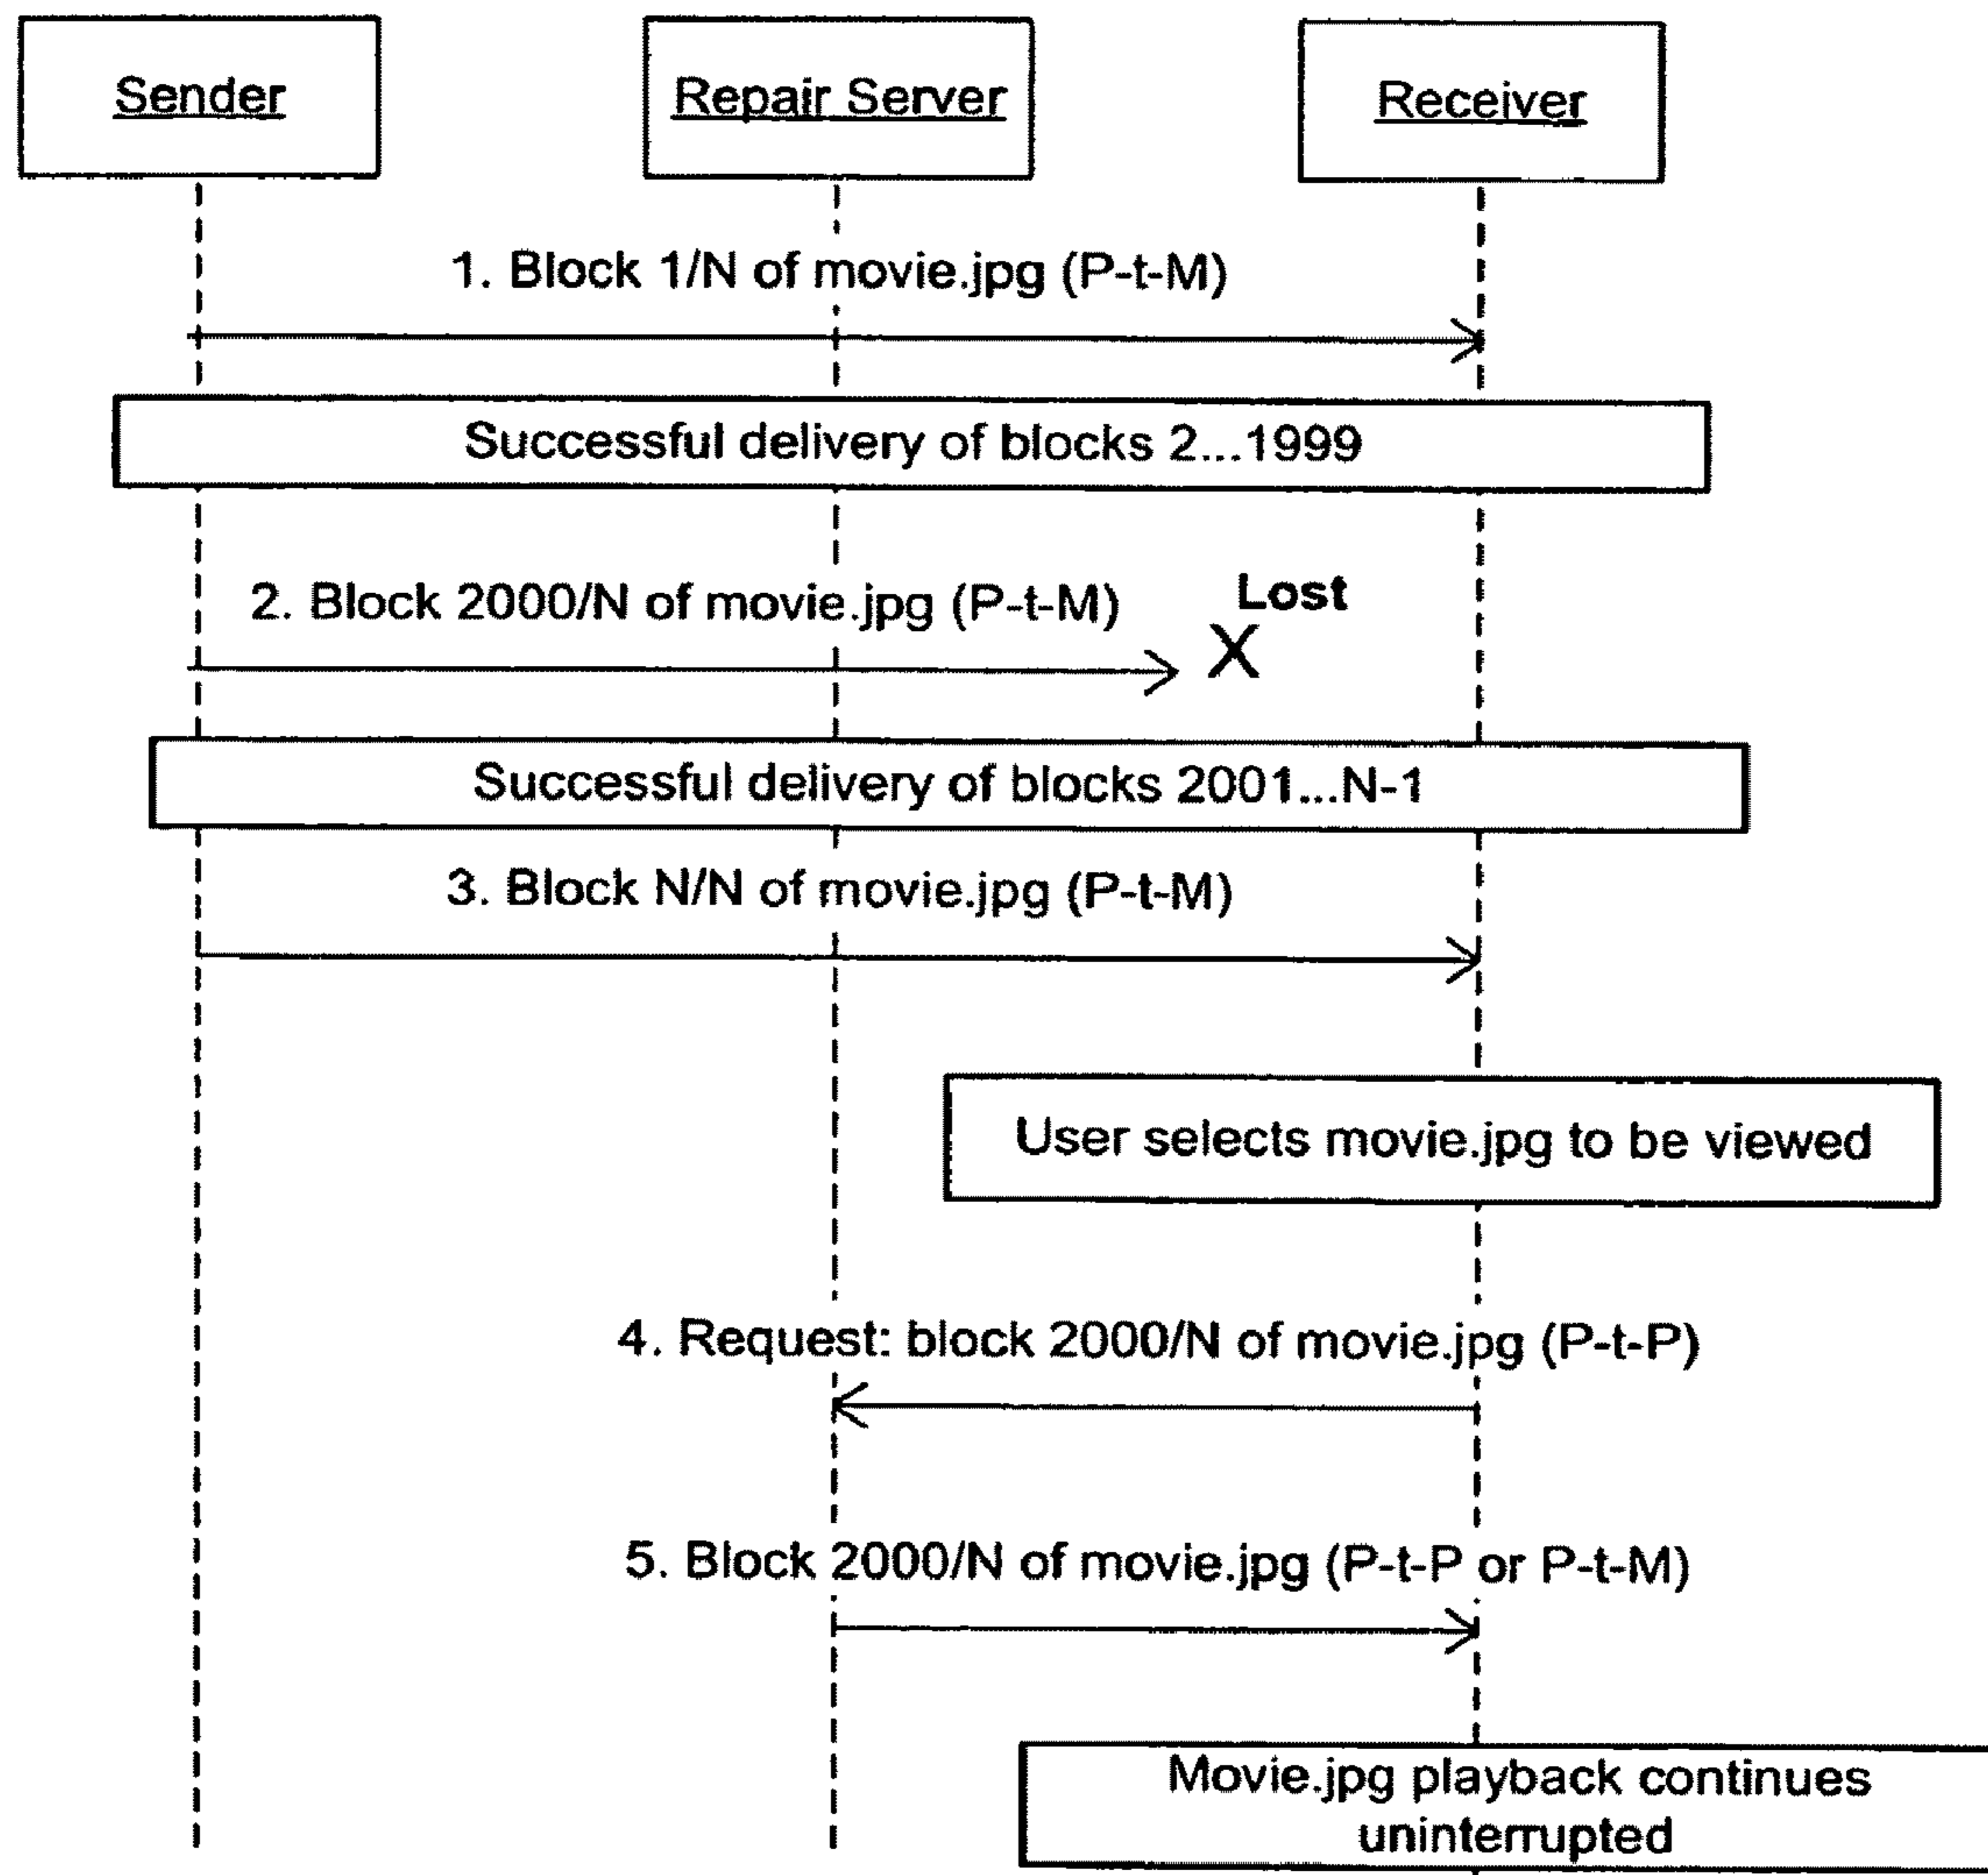 Sender
Repair Server
Receiver
1. Block 1/N of movie.jpg (P-t-M)
Successful delivery of blocks 2...1999
2. Block 2000/N of movie.jpg (P-t-M)
Lost
X
Successful delivery of blocks 2001...N-1
3. Block N/N of movie.jpg (P-t-M)
User selects movie.jpg to be viewed
4. Request: block 2000/N of movie.jpg (P-t-P)
5. Block 2000/N of movie.jpg (P-t-P or P-t-M)
Movie.jpg playback continues
uninterrupted